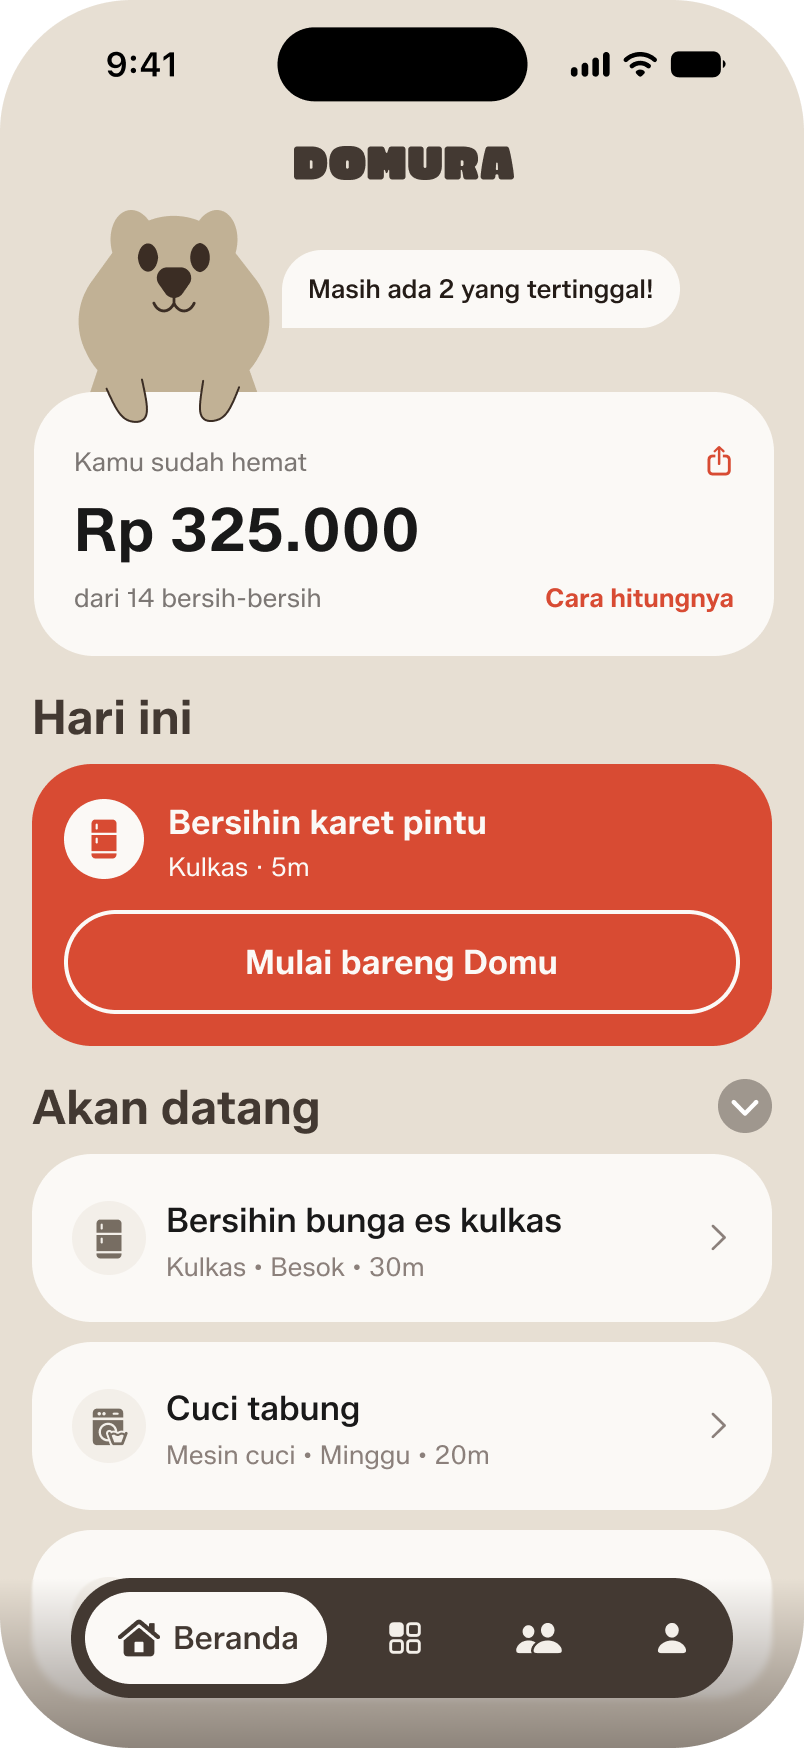 9:41
DOMURA
Masih ada 2 yang tertinggal!
Kamu sudah hemat
Rp 325.000
dari 14 bersih-bersih
Cara hitungnya
Hari ini
Bersihin karet pintu
Kulkas · 5m
Mulai bareng Domu
Akan datang
Bersihin bunga es kulkas
Kulkas • Besok • 30m
Cuci tabung
Mesin cuci • Minggu • 20m
Beranda